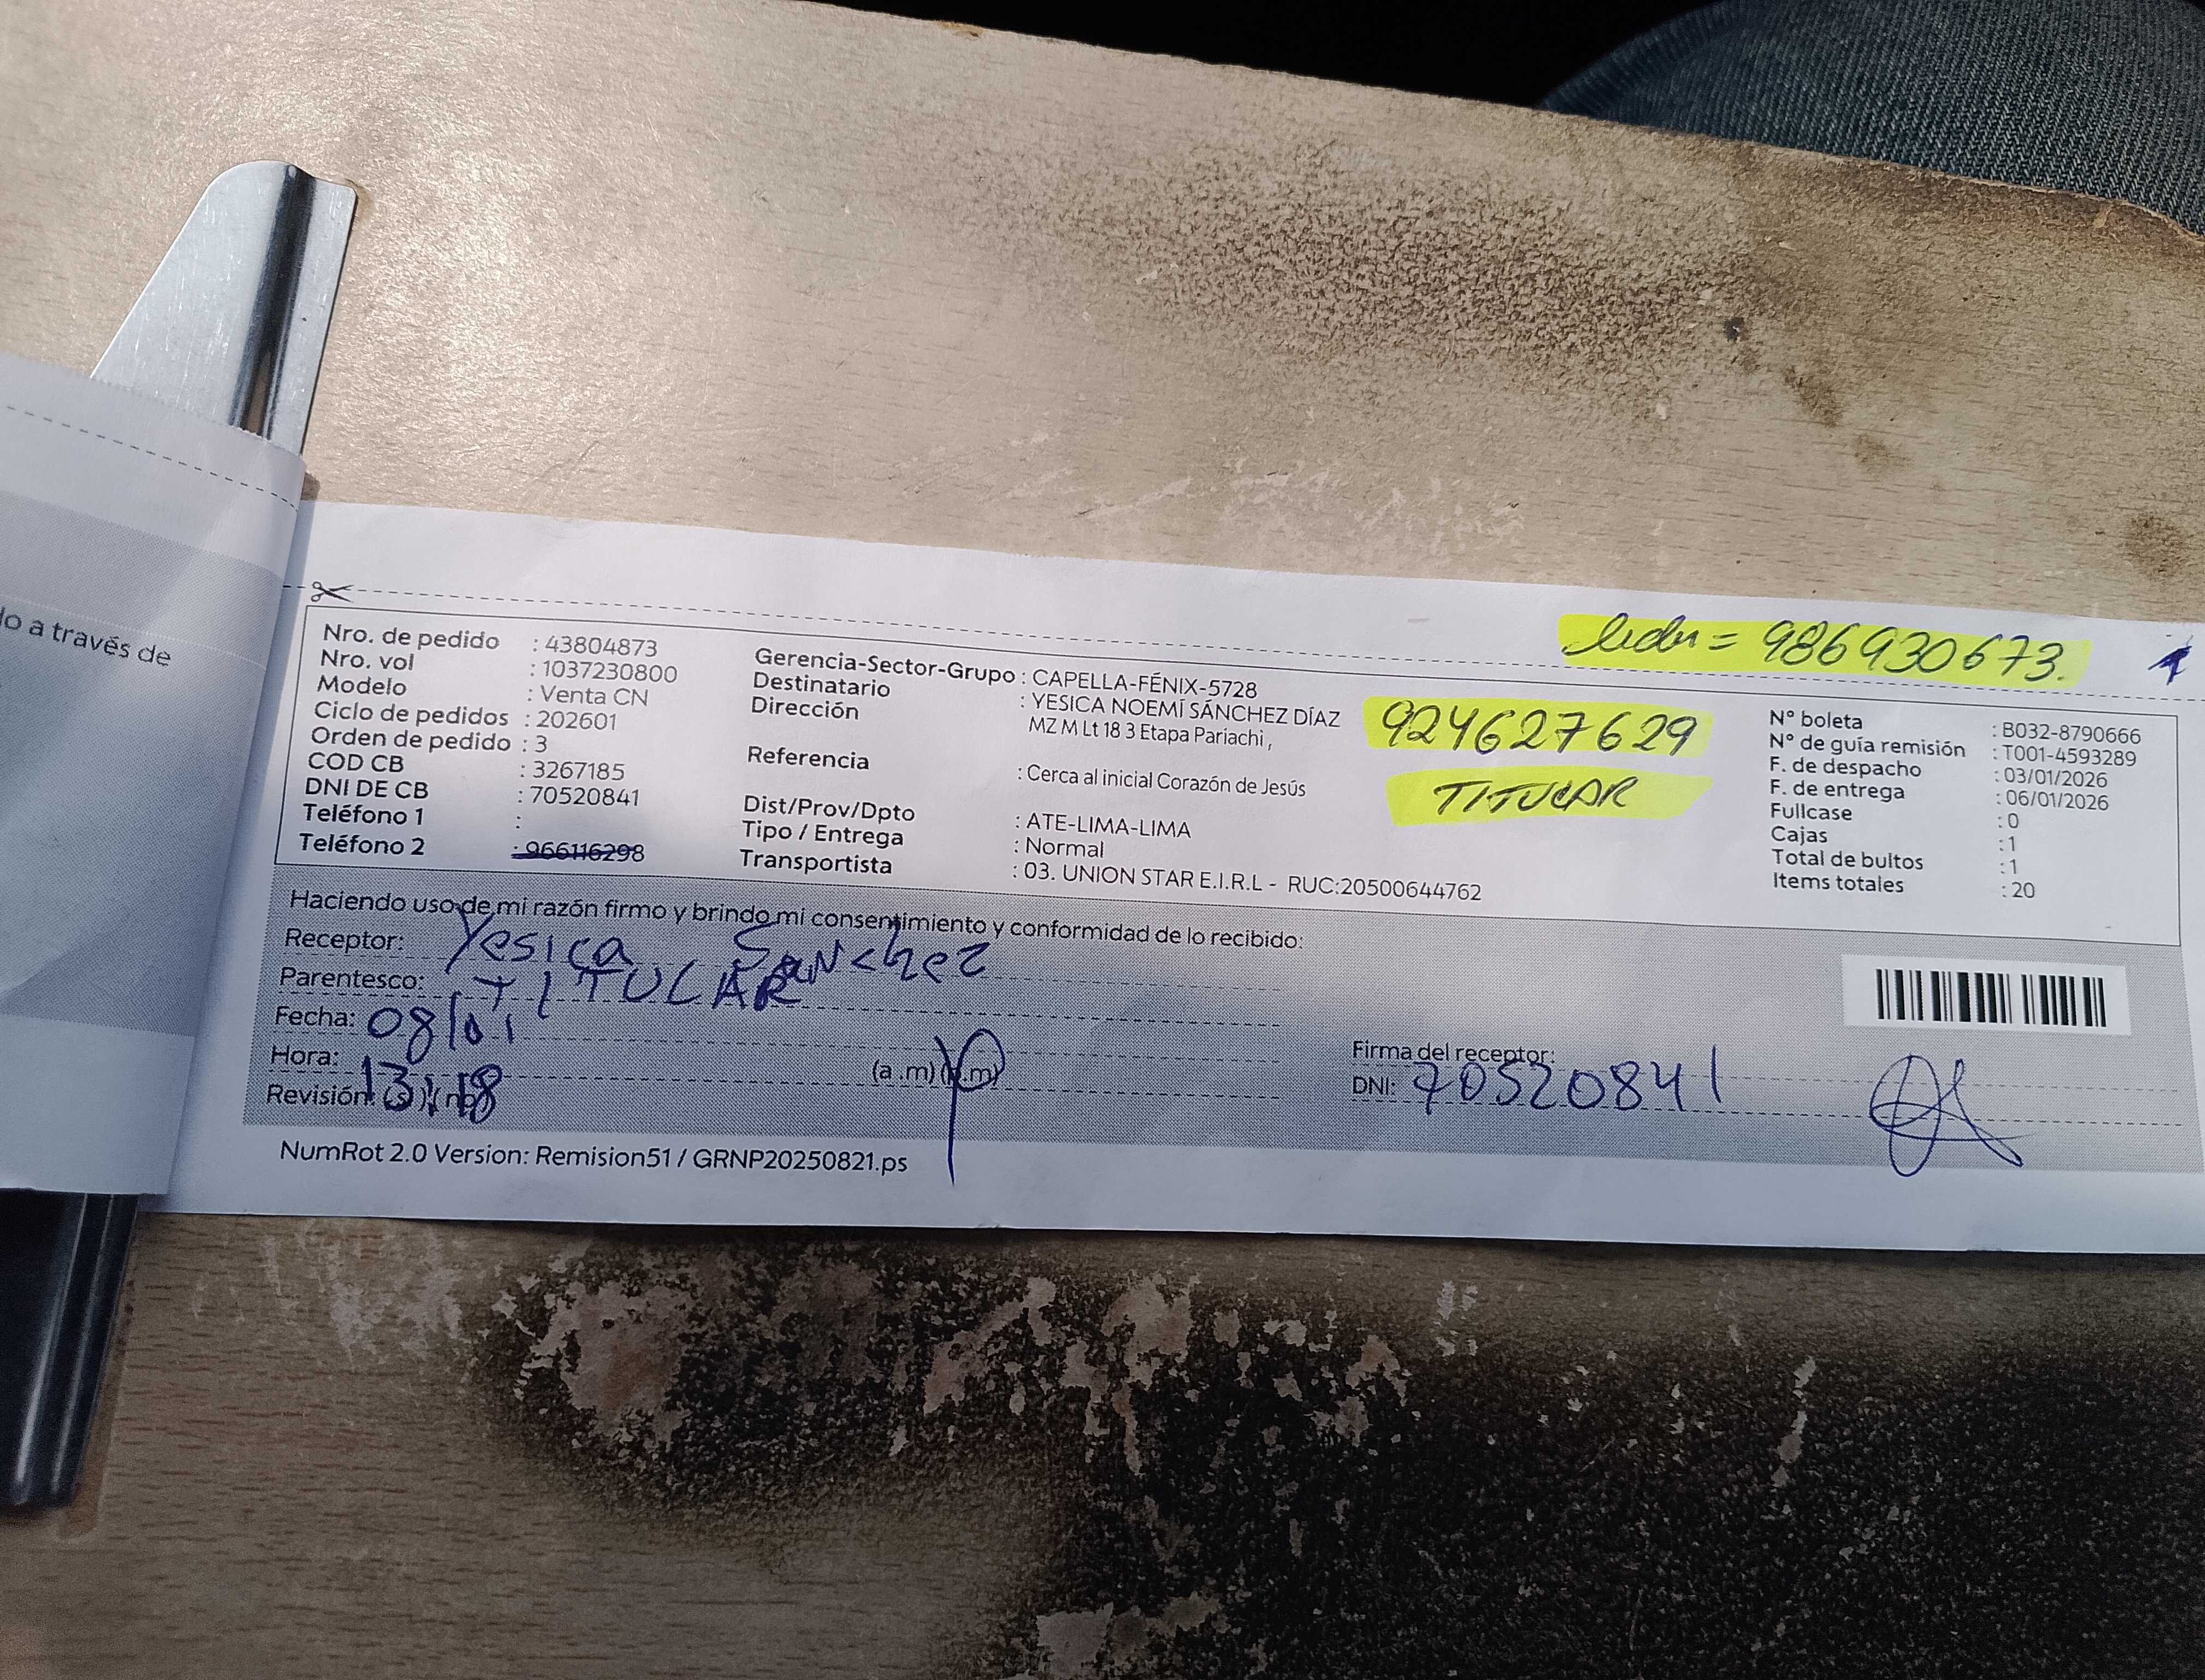 do a través de
lider = 986930673.
Nro. de pedido : 43804873
Nro. vol : 1037230800
Modelo : Venta CN
Ciclo de pedidos : 202601
Orden de pedido : 3
COD CB : 3267185
DNI DE CB : 70520841
Teléfono 1 :
Teléfono 2 : 966116298
Gerencia-Sector-Grupo : CAPELLA-FÉNIX-5728
Destinatario : YESICA NOEMÍ SÁNCHEZ DÍAZ
Dirección MZ M Lt 18 3 Etapa Pariachi ,
Referencia : Cerca al inicial Corazón de Jesús
Dist/Prov/Dpto : ATE-LIMA-LIMA
Tipo / Entrega : Normal
Transportista : 03. UNION STAR E.I.R.L - RUC:20500644762
924627629
TITULAR
N° boleta : B032-8790666
N° de guía remisión : T001-4593289
F. de despacho : 03/01/2026
F. de entrega : 06/01/2026
Fullcase : 0
Cajas : 1
Total de bultos : 1
Items totales : 20
Haciendo uso de mi razón firmo y brindo mi consentimiento y conformidad de lo recibido:
Receptor: Yesica Sanchez
Parentesco: TITULAR
Fecha: 08/01
Hora: 13:18 (a .m) (p.m)
Revisión: (si) (no)
Firma del receptor:
DNI: 70520841
NumRot 2.0 Version: Remision51 / GRNP20250821.ps